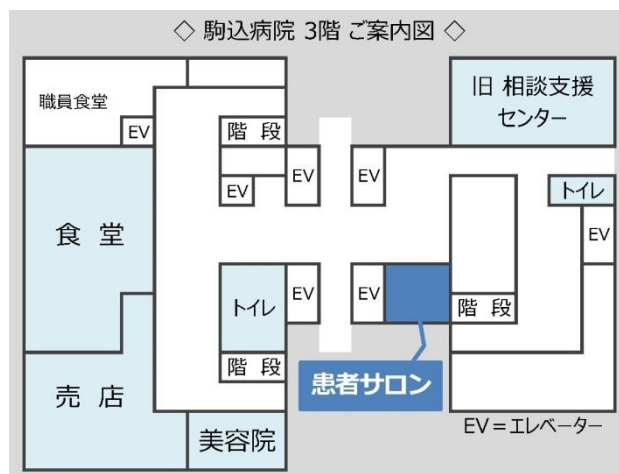 ◇ 駒込病院 3階 ご案内図 ◇
職員食堂
EV
階 段
旧 相談支援
センター
EV
EV
EV
トイレ
食 堂
EV
トイレ
EV
EV
階 段
階 段
患者サロン
売 店
美容院
EV＝エレベーター